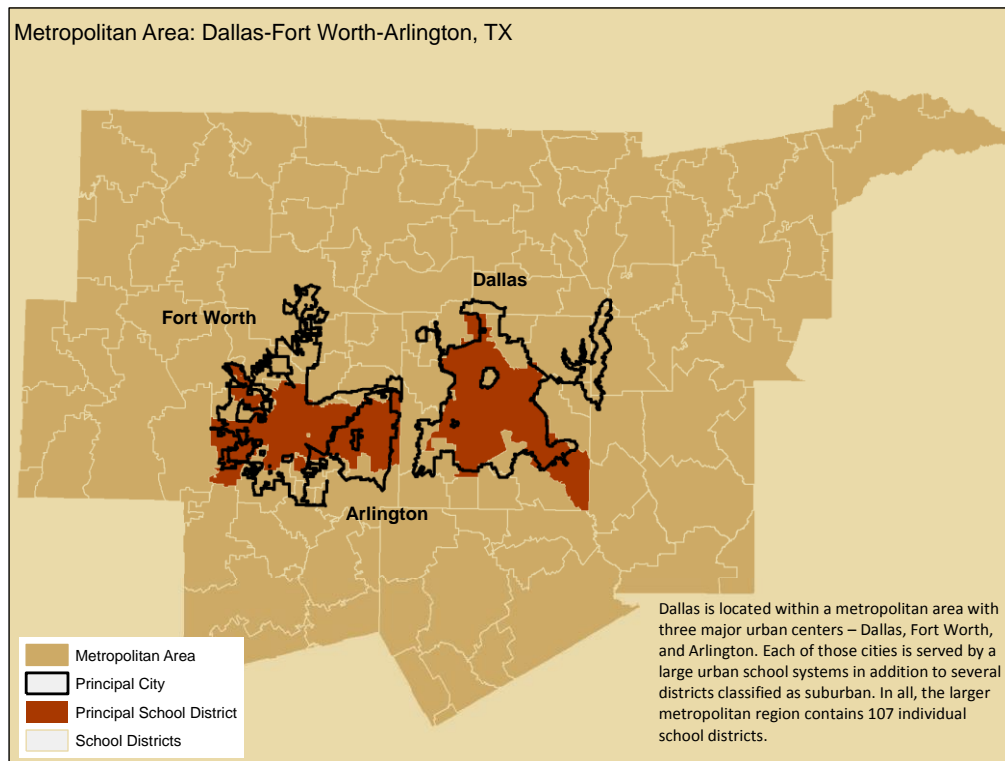 Metropolitan Area: Dallas-Fort Worth-Arlington, TX
Dallas
Fort Worth
Arlington
Metropolitan Area
Principal City
Principal School District
School Districts
Dallas is located within a metropolitan area with
three major urban centers – Dallas, Fort Worth,
and Arlington. Each of those cities is served by a
large urban school systems in addition to several
districts classified as suburban. In all, the larger
metropolitan region contains 107 individual
school districts.